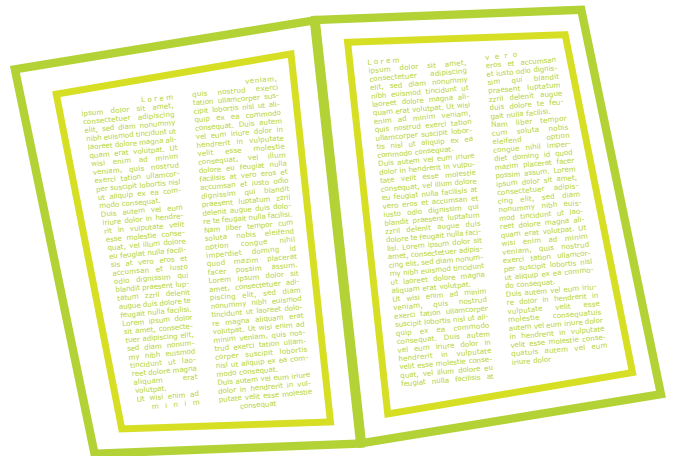 Lorem
ipsum dolor sit amet,
consectetuer adipiscing
elit, sed diam nonummy
nibh euismod tincidunt ut
laoreet dolore magna ali-
quam erat volutpat. Ut
wisi enim ad minim
veniam, quis nostrud
exerci tation ullamcor-
per suscipit lobortis nisl
ut aliquip ex ea com-
modo consequat.
Duis autem vel eum
iriure dolor in hendre-
rit in vulputate velit
esse molestie conse-
quat, vel illum dolore
eu feugiat nulla facili-
sis at vero eros et
accumsan et iusto
odio dignissim qui
blandit praesent lup-
tatum zzril delenit
augue duis dolore te
feugait nulla facilisi.
Lorem ipsum dolor
sit amet, consecte-
tuer adipiscing elit,
sed diam nonum-
my nibh euismod
tincidunt ut lao-
reet dolore magna
aliquam erat
volutpat.
Ut wisi enim ad
minim
veniam,
quis nostrud exerci
tation ullamcorper sus-
cipit lobortis nisl ut ali-
quip ex ea commodo
consequat. Duis autem
vel eum iriure dolor in
hendrerit in vulputate
velit esse molestie
consequat, vel illum
dolore eu feugiat nulla
facilisis at vero eros et
accumsan et iusto odio
dignissim qui blandit
praesent luptatum zzril
delenit augue duis dolo-
re te feugait nulla facilisi.
Nam liber tempor cum
soluta nobis eleifend
option congue nihil
imperdiet doming id
quod mazim placerat
facer possim assum.
Lorem ipsum dolor sit
amet, consectetuer adi-
piscing elit, sed diam
nonummy nibh euismod
tincidunt ut laoreet dolo-
re magna aliquam erat
volutpat. Ut wisi enim ad
minim veniam, quis nos-
trud exerci tation ullam-
corper suscipit lobortis
nisl ut aliquip ex ea com-
modo consequat.
Duis autem vel eum iriure
dolor in hendrerit in vul-
putate velit esse molestie
consequat
Lorem
ipsum dolor sit amet,
consectetuer adipiscing
elit, sed diam nonummy
nibh euismod tincidunt ut
laoreet dolore magna ali-
quam erat volutpat. Ut wisi
enim ad minim veniam,
quis nostrud exerci tation
ullamcorper suscipit lobor-
tis nisl ut aliquip ex ea
commodo consequat.
Duis autem vel eum iriure
dolor in hendrerit in vulpu-
tate velit esse molestie
consequat, vel illum dolore
eu feugiat nulla facilisis at
vero eros et accumsan et
iusto odio dignissim qui
blandit praesent luptatum
zzril delenit augue duis
dolore te feugait nulla faci-
lisi. Lorem ipsum dolor sit
amet, consectetuer adipis-
cing elit, sed diam nonum-
my nibh euismod tincidunt
ut laoreet dolore magna
aliquam erat volutpat.
Ut wisi enim ad maxim
veniam, quis nostrud
exerci tation ullamcorper
suscipit lobortis nisl ut ali-
quip ex ea commodo
consequat. Duis autem
vel eum iriure dolor in
hendrerit in vulputate
velit esse molestie conse-
quat, vel illum dolore eu
feugiat nulla facilisis at
vero
eros et accumsan
et iusto odio dignis-
sim qui blandit
praesent luptatum
zzril delenit augue
duis dolore te feu-
gait nulla facilisi.
Nam liber tempor
cum soluta nobis
eleifend option
congue nihil imper-
diet doming id quod
mazim placerat facer
possim assum. Lorem
ipsum dolor sit amet,
consectetuer adipis-
cing elit, sed diam
nonummy nibh euis-
mod tincidunt ut lao-
reet dolore magna ali-
quam erat volutpat. Ut
wisi enim ad minim
veniam, quis nostrud
exerci tation ullamcor-
per suscipit lobortis nisl
ut aliquip ex ea commo-
do consequat.
Duis autem vel eum iriu-
re dolor in hendrerit in
vulputate velit esse
molestie consequatuis
autem vel eum iriure dolor
in hendrerit in vulputate
velit esse molestie conse-
quatuis autem vel eum
iriure dolor